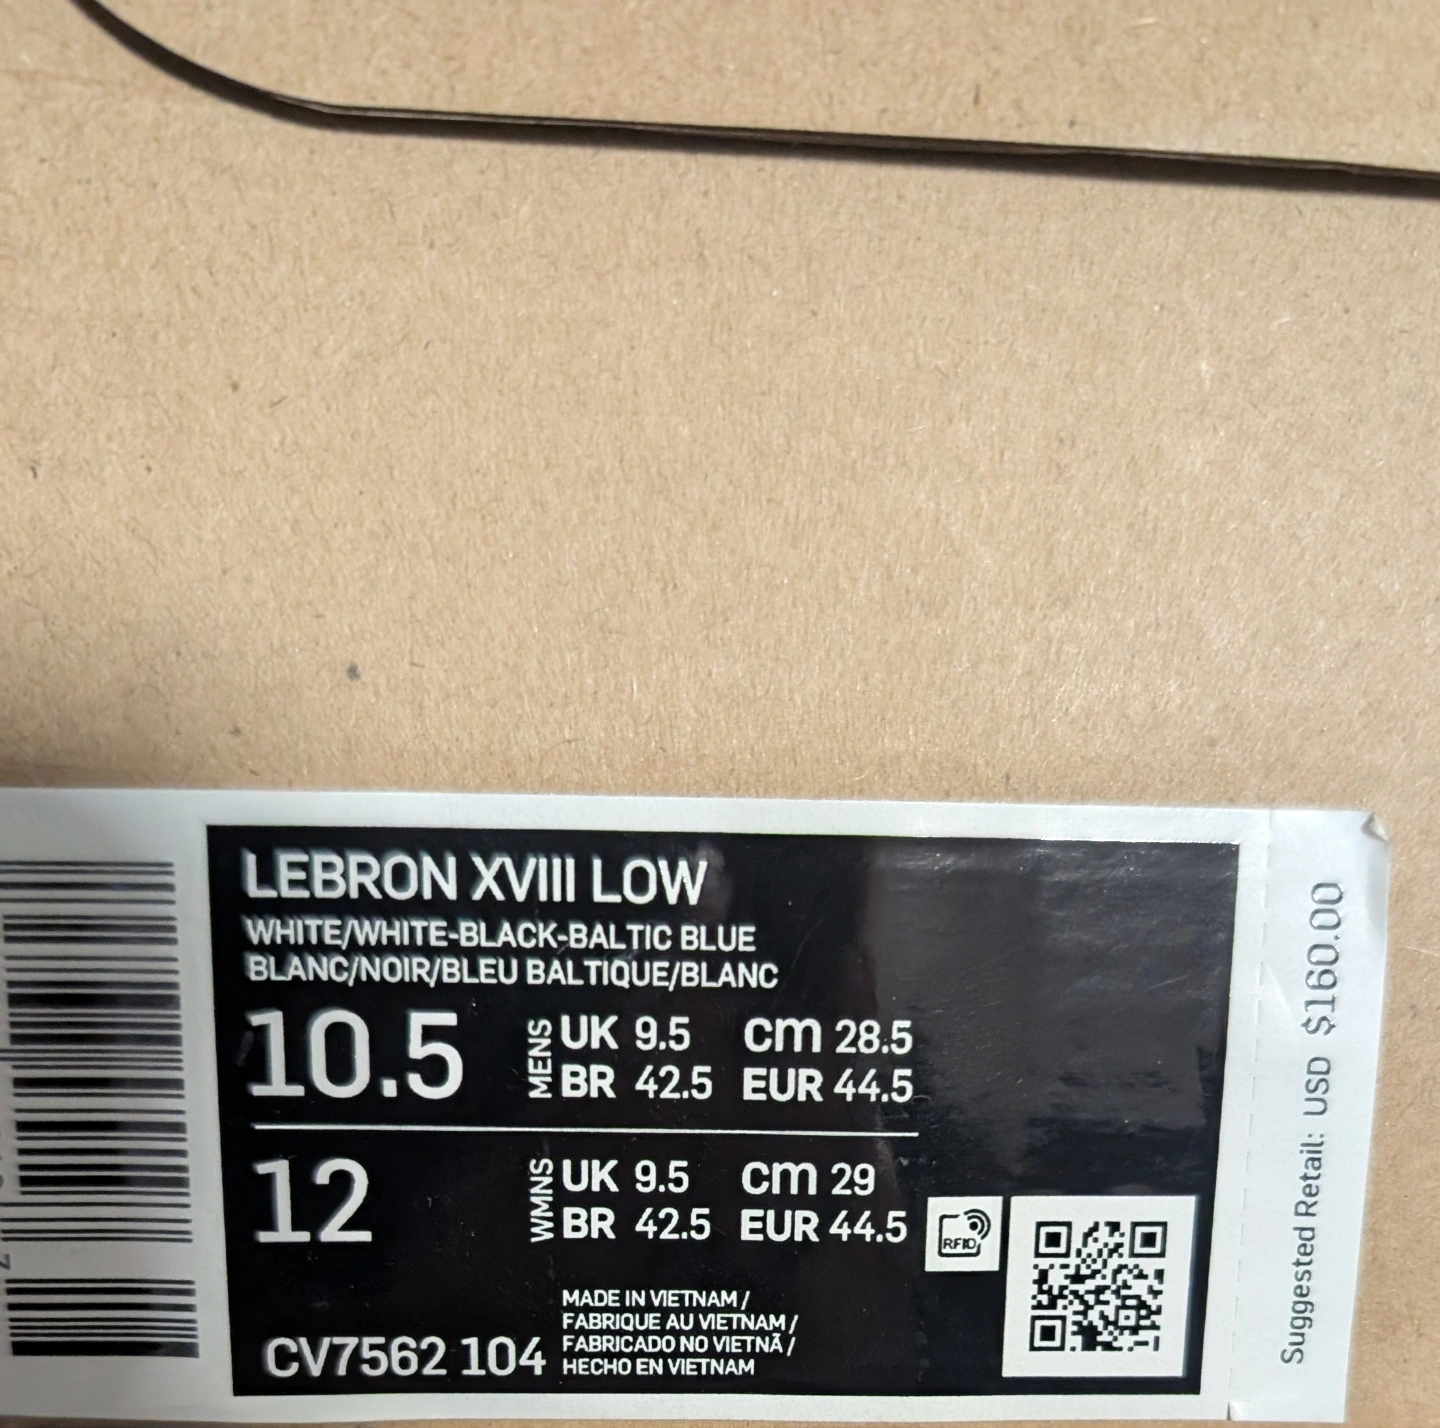 LEBRON XVIII LOW
WHITE/WHITE-BLACK-BALTIC BLUE
BLANC/NOIR/BLEU BALTIQUE/BLANC
10.5 MENS UK 9.5 cm 28.5
BR 42.5 EUR 44.5
12 WMNS UK 9.5 cm 29
BR 42.5 EUR 44.5
RFID
MADE IN VIETNAM /
FABRIQUE AU VIETNAM /
FABRICADO NO VIETNÃ /
HECHO EN VIETNAM
CV7562 104
Suggested Retail: USD $160.00